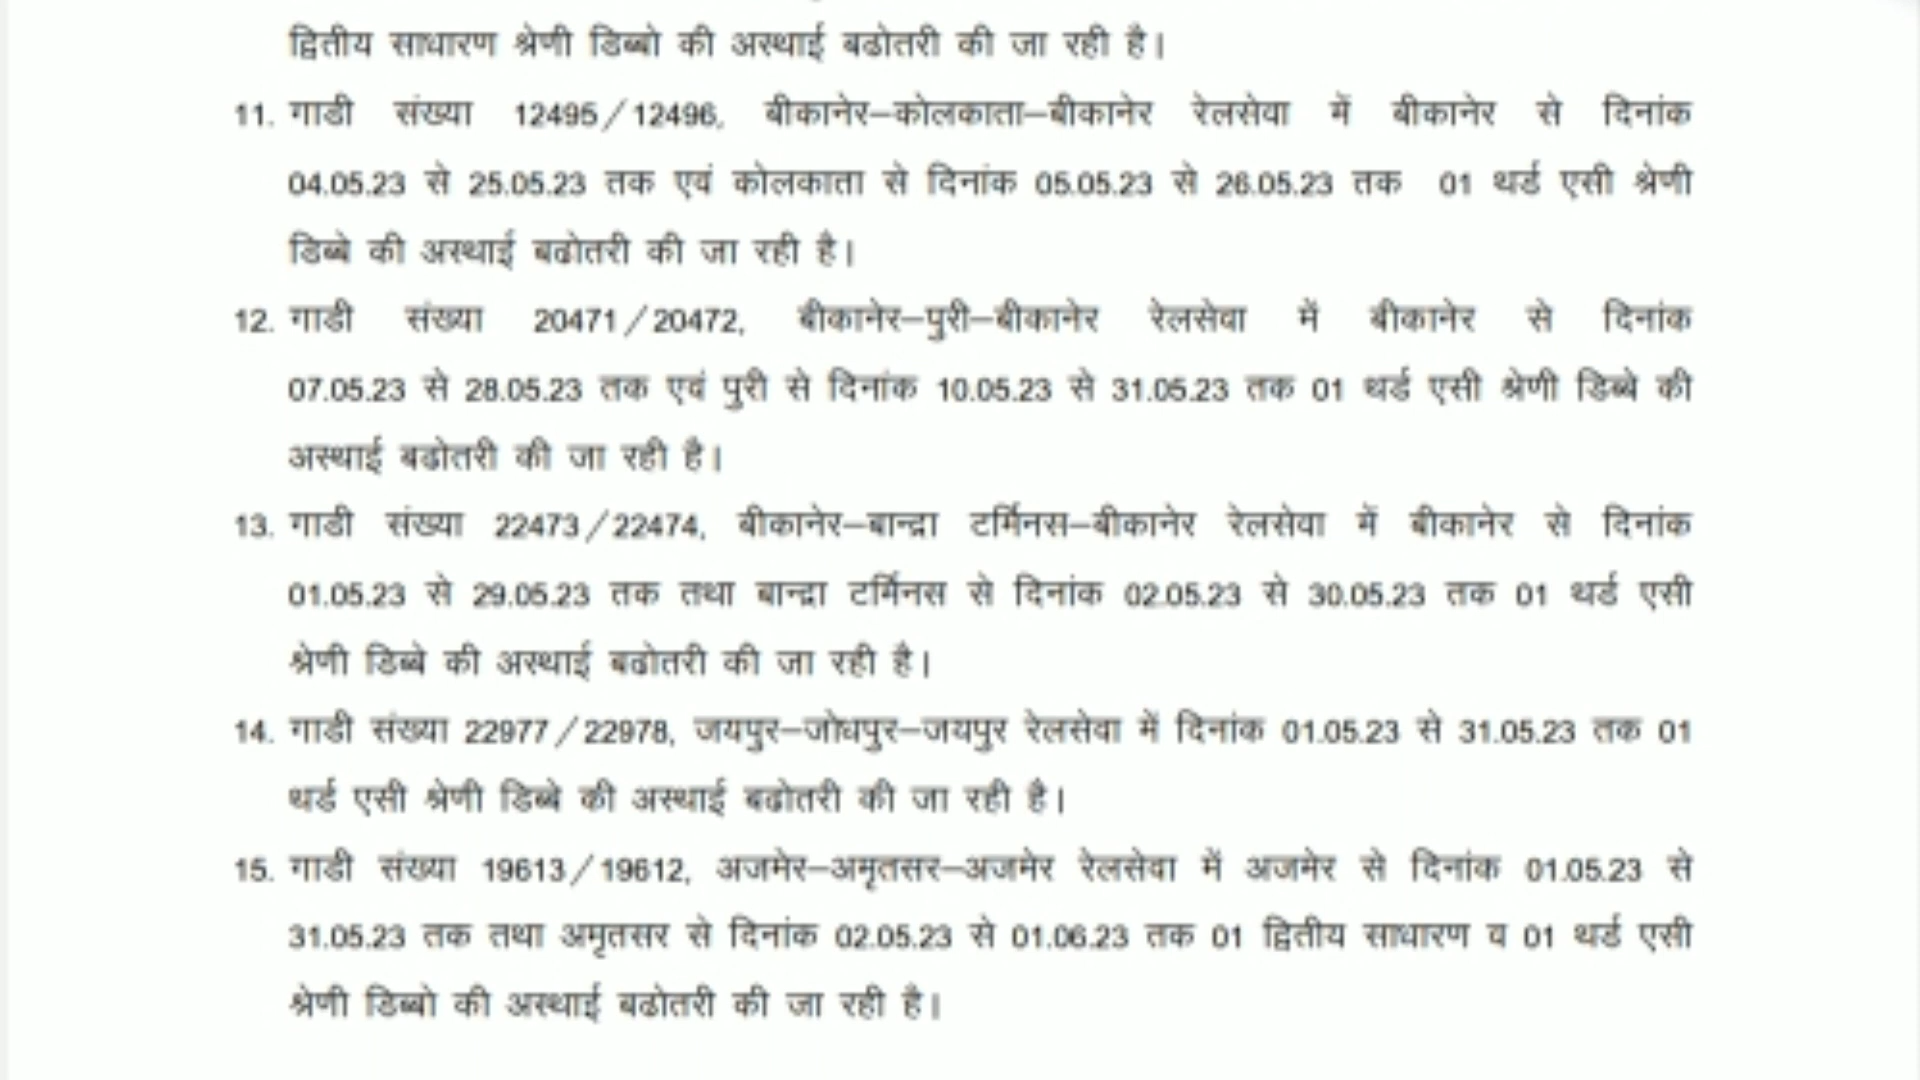 द्वितीय साधारण श्रेणी डिब्बो की अस्थाई बढोतरी की जा रही है।
11. गाडी संख्या 12495/12496, बीकानेर–कोलकाता–बीकानेर रेलसेवा में बीकानेर से दिनांक
04.05.23 से 25.05.23 तक एवं कोलकाता से दिनांक 05.05.23 से 26.05.23 तक 01 थर्ड एसी श्रेणी
डिब्बे की अस्थाई बढोतरी की जा रही है।
12. गाडी संख्या 20471/20472, बीकानेर–पुरी–बीकानेर रेलसेवा में बीकानेर से दिनांक
07.05.23 से 28.05.23 तक एवं पुरी से दिनांक 10.05.23 से 31.05.23 तक 01 थर्ड एसी श्रेणी डिब्बे की
अस्थाई बढोतरी की जा रही है।
13. गाडी संख्या 22473/22474, बीकानेर–बान्द्रा टर्मिनस–बीकानेर रेलसेवा में बीकानेर से दिनांक
01.05.23 से 29.05.23 तक तथा बान्द्रा टर्मिनस से दिनांक 02.05.23 से 30.05.23 तक 01 थर्ड एसी
श्रेणी डिब्बे की अस्थाई बढोतरी की जा रही है।
14. गाडी संख्या 22977/22978, जयपुर–जोधपुर–जयपुर रेलसेवा में दिनांक 01.05.23 से 31.05.23 तक 01
थर्ड एसी श्रेणी डिब्बे की अस्थाई बढोतरी की जा रही है।
15. गाडी संख्या 19613/19612, अजमेर–अमृतसर–अजमेर रेलसेवा में अजमेर से दिनांक 01.05.23 से
31.05.23 तक तथा अमृतसर से दिनांक 02.05.23 से 01.06.23 तक 01 द्वितीय साधारण व 01 थर्ड एसी
श्रेणी डिब्बो की अस्थाई बढोतरी की जा रही है।